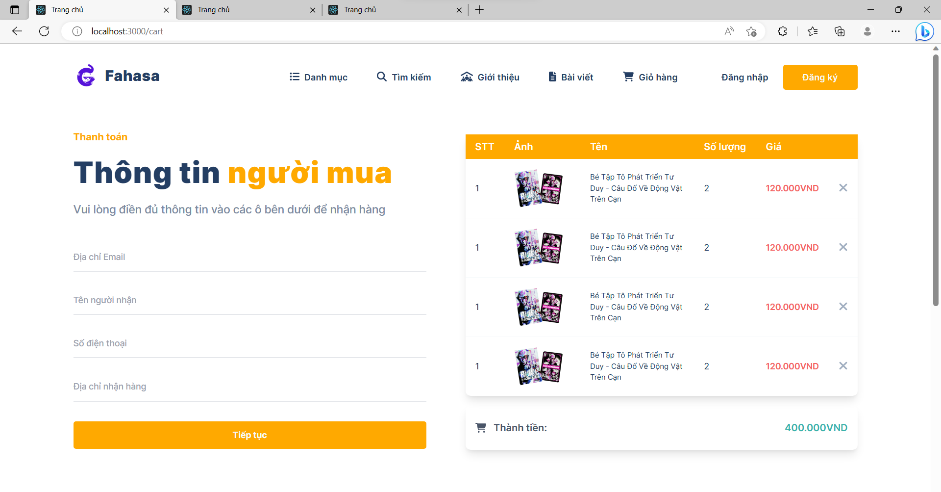 Trang chủ
Trang chủ
Trang chủ
localhost:3000/cart
Fahasa
Danh mục
Tìm kiếm
Giới thiệu
Bài viết
Giỏ hàng
Đăng nhập
Đăng ký
Thanh toán
Thông tin người mua
Vui lòng điền đủ thông tin vào các ô bên dưới để nhận hàng
Địa chỉ Email
Tên người nhận
Số điện thoại
Địa chỉ nhận hàng
Tiếp tục
STT Ảnh Tên Số lượng Giá
1 Bé Tập Tô Phát Triển Tư 2 120.000VND
Duy - Câu Đố Về Động Vật
Trên Cạn
1 Bé Tập Tô Phát Triển Tư 2 120.000VND
Duy - Câu Đố Về Động Vật
Trên Cạn
1 Bé Tập Tô Phát Triển Tư 2 120.000VND
Duy - Câu Đố Về Động Vật
Trên Cạn
1 Bé Tập Tô Phát Triển Tư 2 120.000VND
Duy - Câu Đố Về Động Vật
Trên Cạn
Thành tiền: 400.000VND